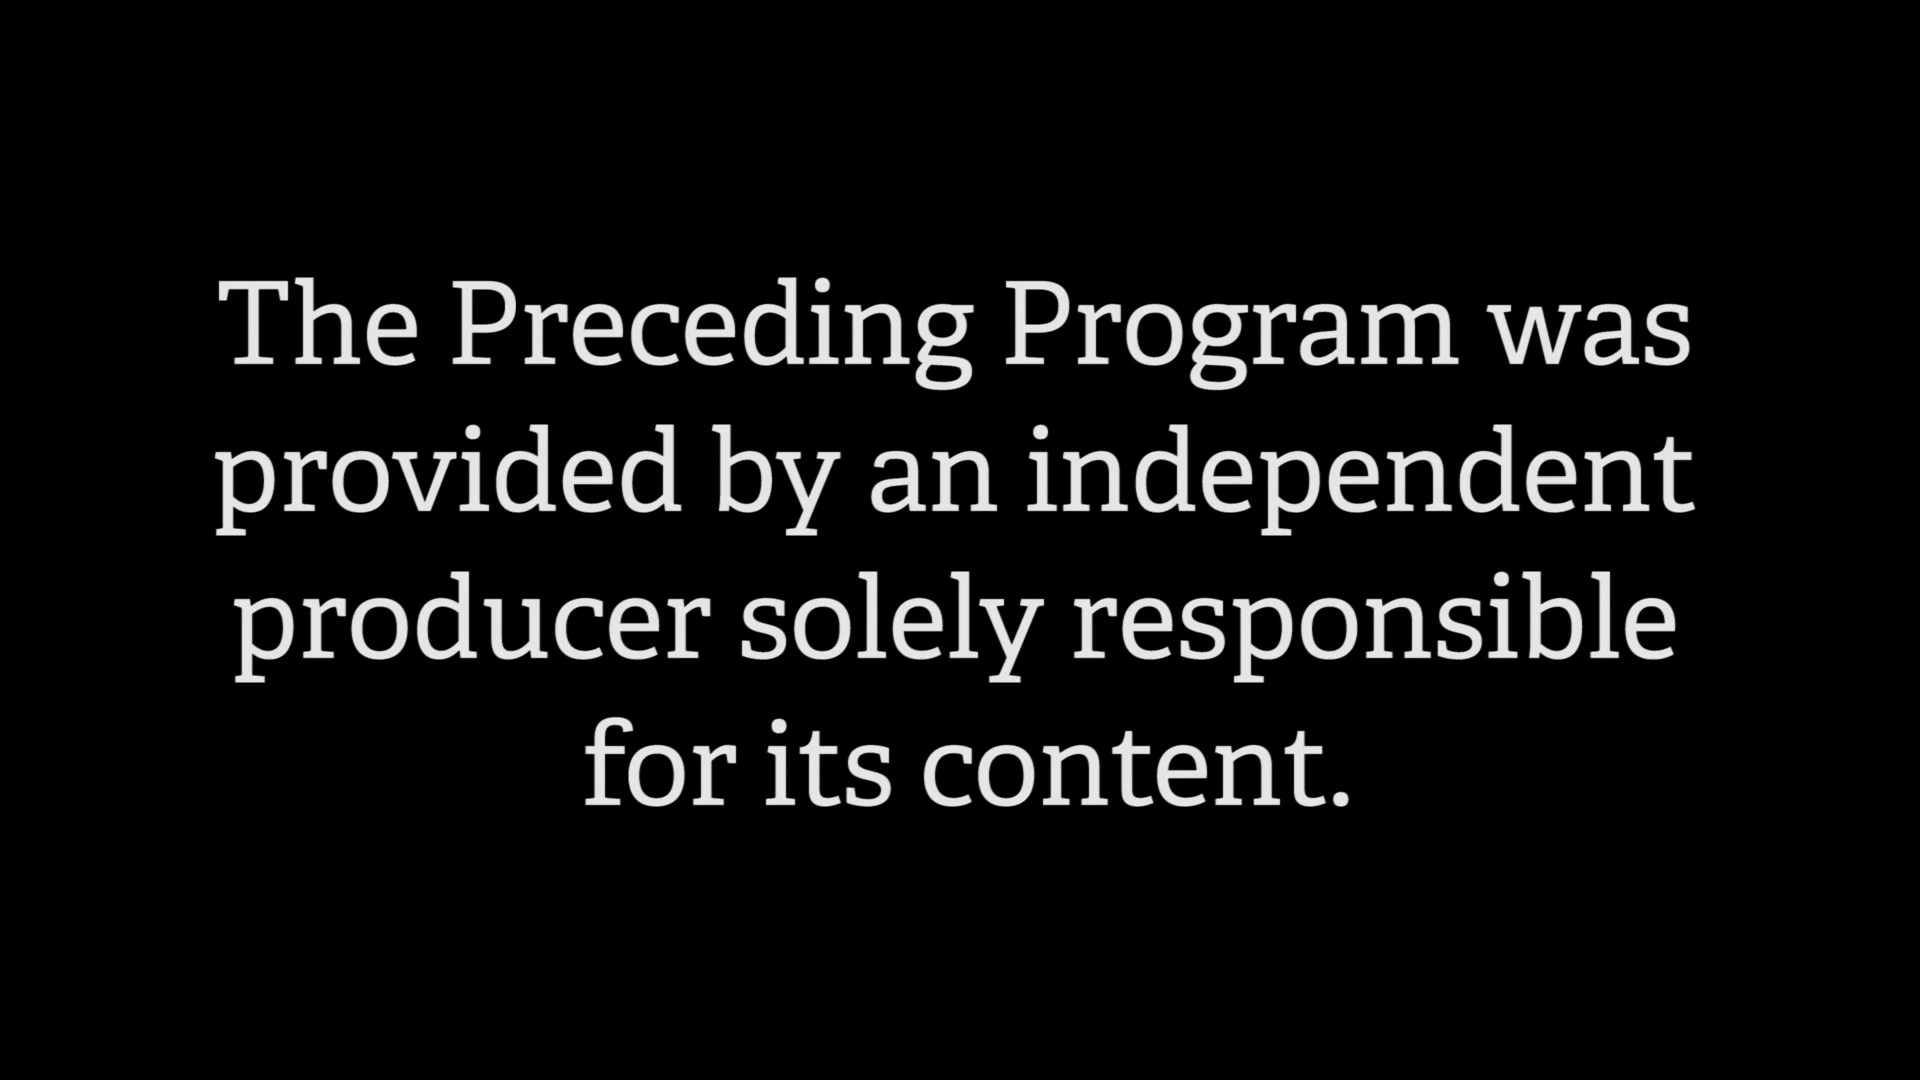 The Preceding Program was
provided by an independent
producer solely responsible
for its content.